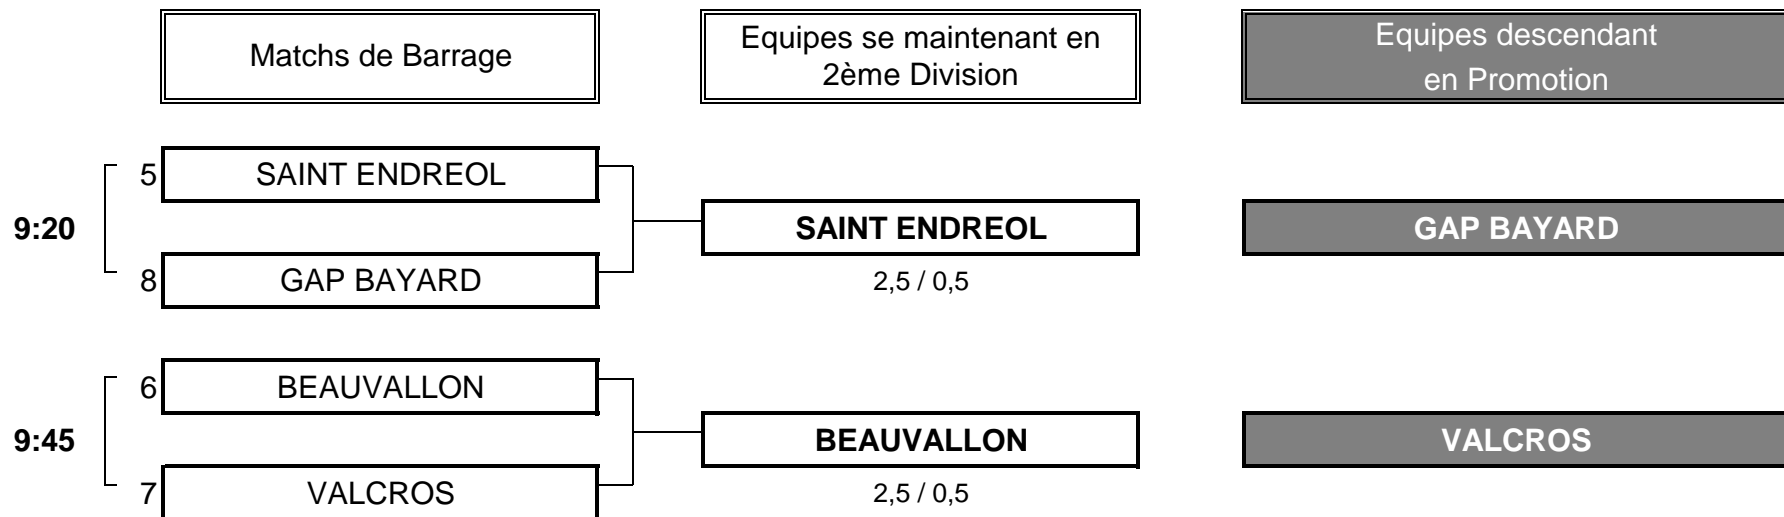 Matchs de Barrage
Equipes se maintenant en
2ème Division
Equipes descendant
en Promotion
5 SAINT ENDREOL
9:20 SAINT ENDREOL GAP BAYARD
8 GAP BAYARD 2,5 / 0,5
6 BEAUVALLON
9:45 BEAUVALLON VALCROS
7 VALCROS 2,5 / 0,5